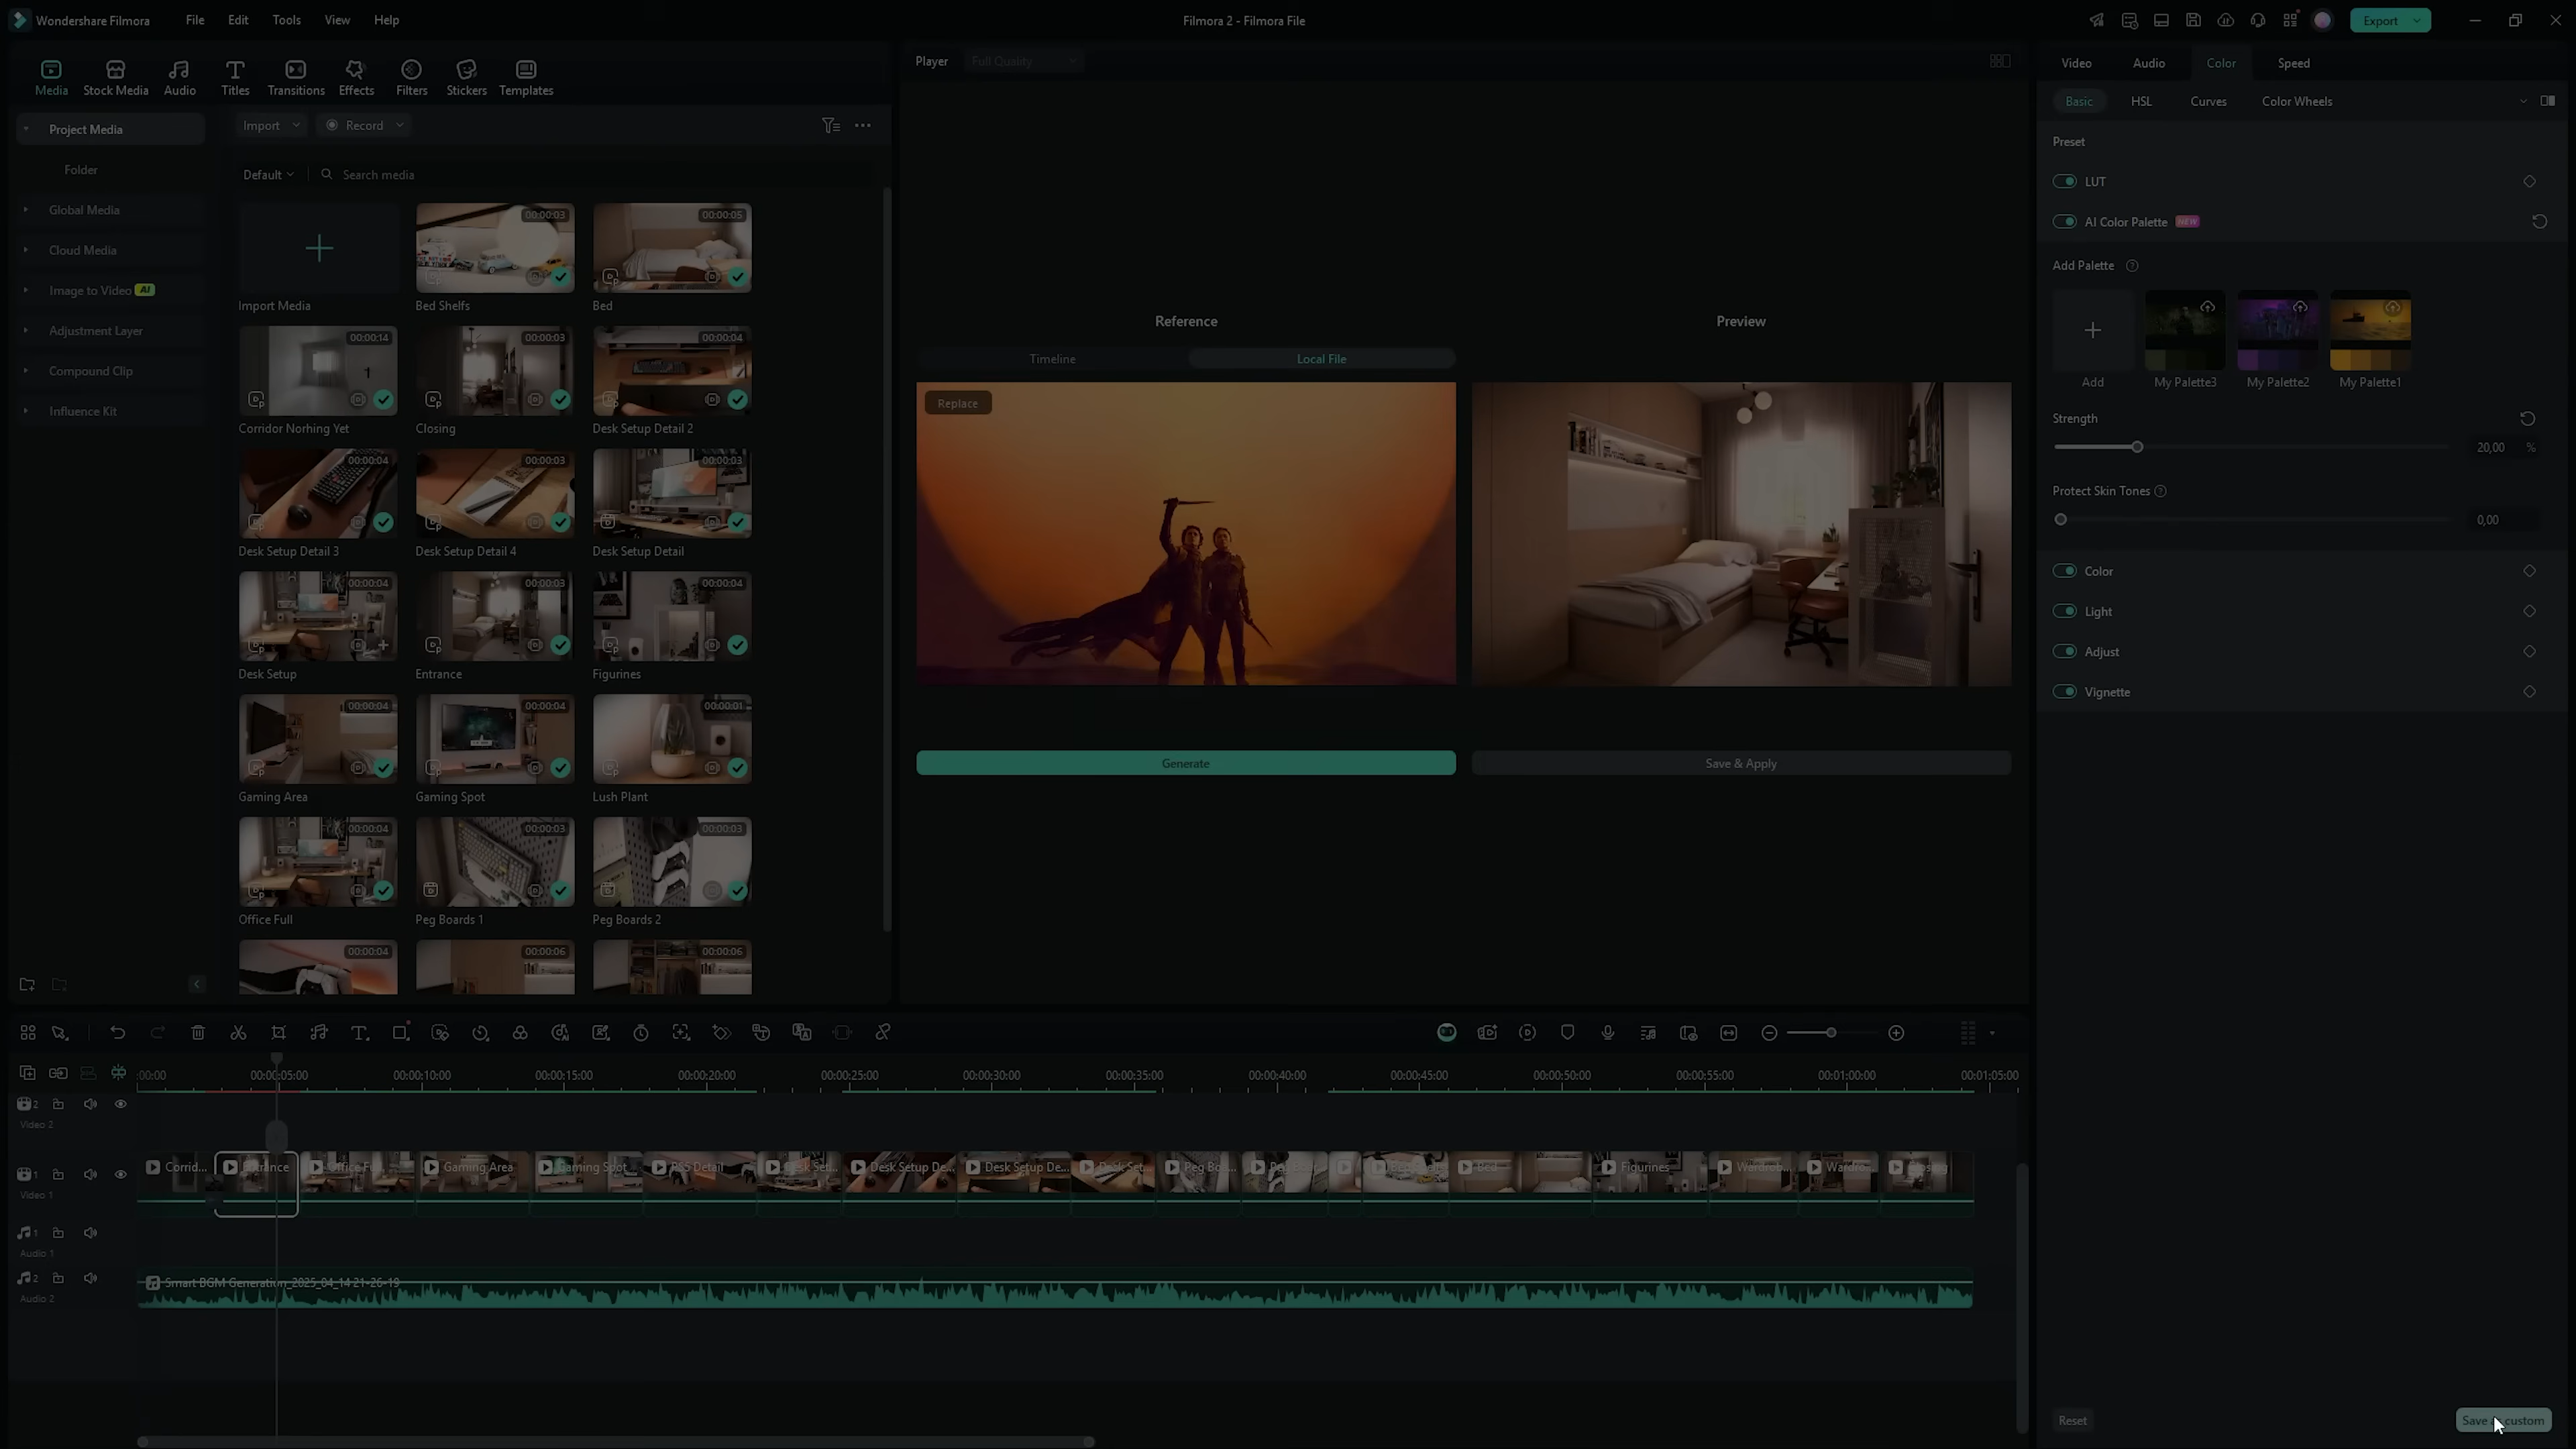 Wondershare Filmora File Edit Tools View Help
Filmora 2 - Filmora File
Export
Media Stock Media Audio Titles Transitions Effects Filters Stickers Templates
Project Media
Folder
Global Media
Cloud Media
Image to Video AI
Adjustment Layer
Compound Clip
Influence Kit
Import Record
Default Search media
00:00:03 00:00:05
Import Media Bed Shelfs Bed
00:00:14 00:00:03 00:00:04
Corridor Norhing Yet Closing Desk Setup Detail 2
00:00:04 00:00:03 00:00:03
Desk Setup Detail 3 Desk Setup Detail 4 Desk Setup Detail
00:00:04 00:00:03 00:00:04
Desk Setup Entrance Figurines
00:00:04 00:00:04 00:00:01
Gaming Area Gaming Spot Lush Plant
00:00:04 00:00:03 00:00:03
Office Full Peg Boards 1 Peg Boards 2
00:00:04 00:00:06 00:00:06
Player Full Quality
Reference Preview
Timeline Local File
Replace
Generate Save & Apply
Video Audio Color Speed
Basic HSL Curves Color Wheels
Preset
LUT
AI Color Palette NEW
Add Palette
Add My Palette3 My Palette2 My Palette1
Strength
20,00 %
Protect Skin Tones
0,00
Color
Light
Adjust
Vignette
Reset Save custom
:00:00 00:00:05:00 00:00:10:00 00:00:15:00 00:00:20:00 00:00:25:00 00:00:30:00 00:00:35:00 00:00:40:00 00:00:45:00 00:00:50:00 00:00:55:00 00:01:00:00 00:01:05:00
2
Video 2
Corrid... Office Fu... Gaming Area Gaming Spot PS5 Detail Desk Set... Desk Setup De... Desk Setup De... Desk Set... Peg Bo... Bed Figurines Wardrob... Wardro... Closing
1
Video 1
1
Audio 1
2
Audio 2
Smart BGM Generation_2025_04_14 21-26-19